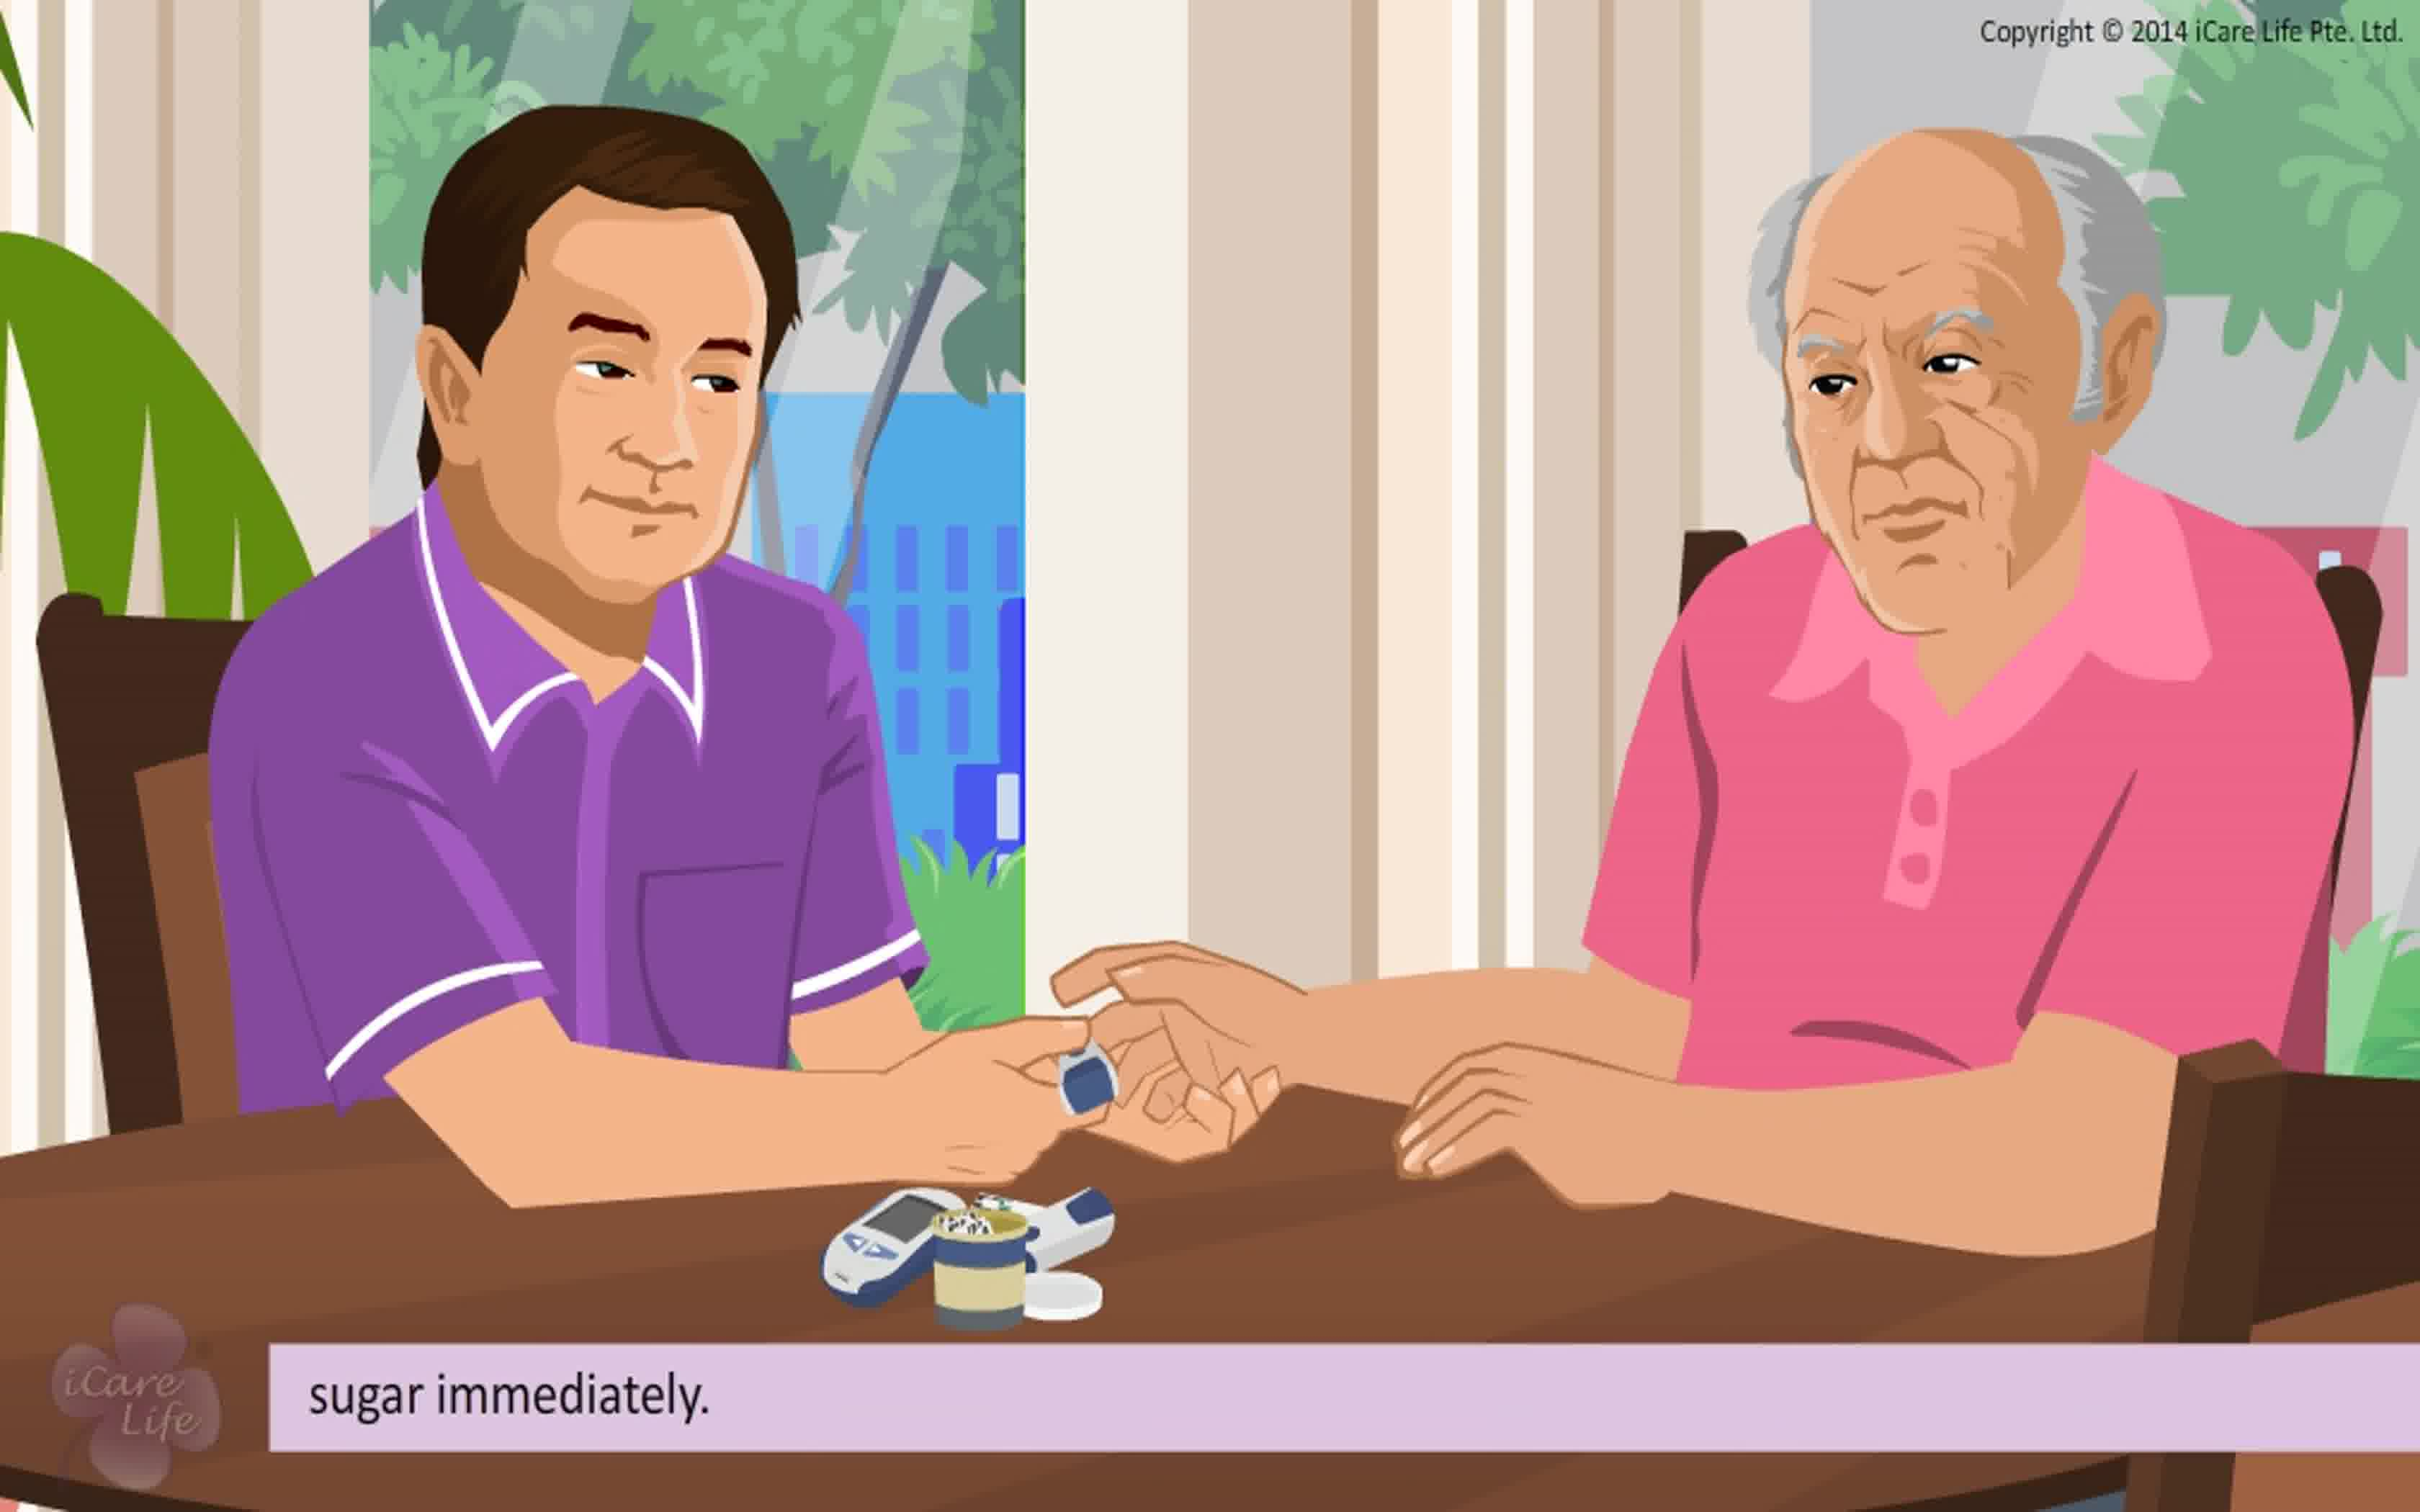 Copyright © 2014 iCare Life Pte. Ltd.
iCare
Life
sugar immediately.